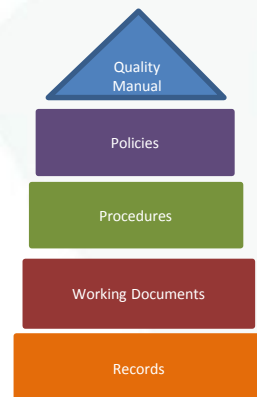 Quality
Manual
Policies
Procedures
Working Documents
Records